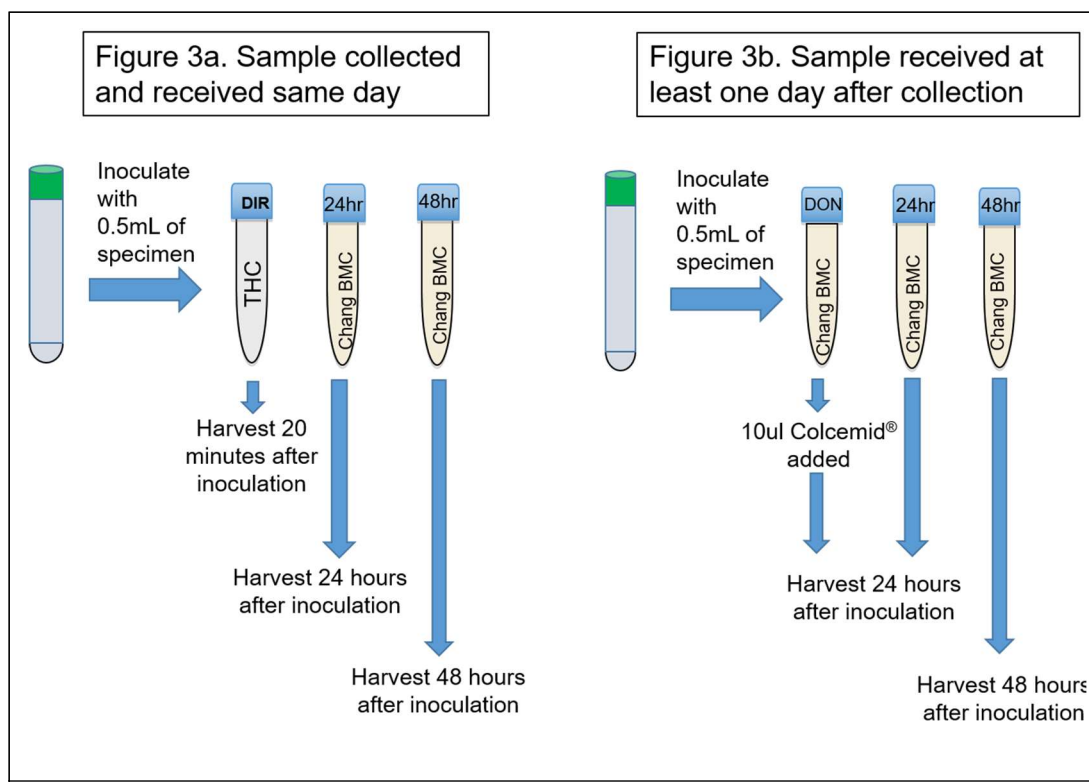 Figure 3a. Sample collected
and received same day
Inoculate
with
0.5mL of
specimen
DIR
24hr
48hr
THC
Chang BMC
Chang BMC
Harvest 20
minutes after
inoculation
Harvest 24 hours
after inoculation
Harvest 48 hours
after inoculation
Figure 3b. Sample received at
least one day after collection
Inoculate
with
0.5mL of
specimen
DON
24hr
48hr
Chang BMC
Chang BMC
Chang BMC
10ul Colcemid®
added
Harvest 24 hours
after inoculation
Harvest 48 hours
after inoculation